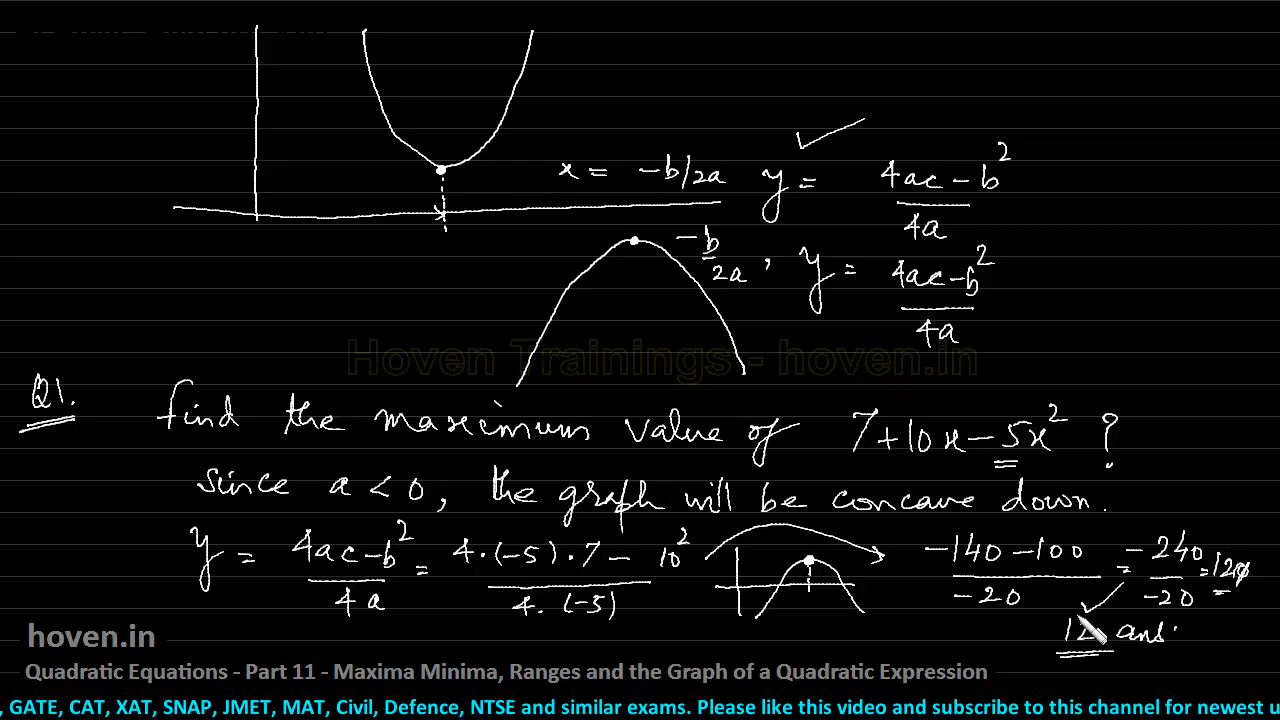 x = -b/2a y = 4ac - b²/4a
-b/2a, y = 4ac - b²/4a
Hoven Trainings - hoven.in
Q1. find the maximum value of 7+10x-5x² ?
since a < 0, the graph will be concave down.
y = 4ac-b²/4a = 4·(-5)·7 - 10²/4·(-5) -140-100/-20 = -240/-20 = 12
12 ans.
hoven.in
Quadratic Equations - Part 11 - Maxima Minima, Ranges and the Graph of a Quadratic Expression
, GATE, CAT, XAT, SNAP, JMET, MAT, Civil, Defence, NTSE and similar exams. Please like this video and subscribe to this channel for newest u